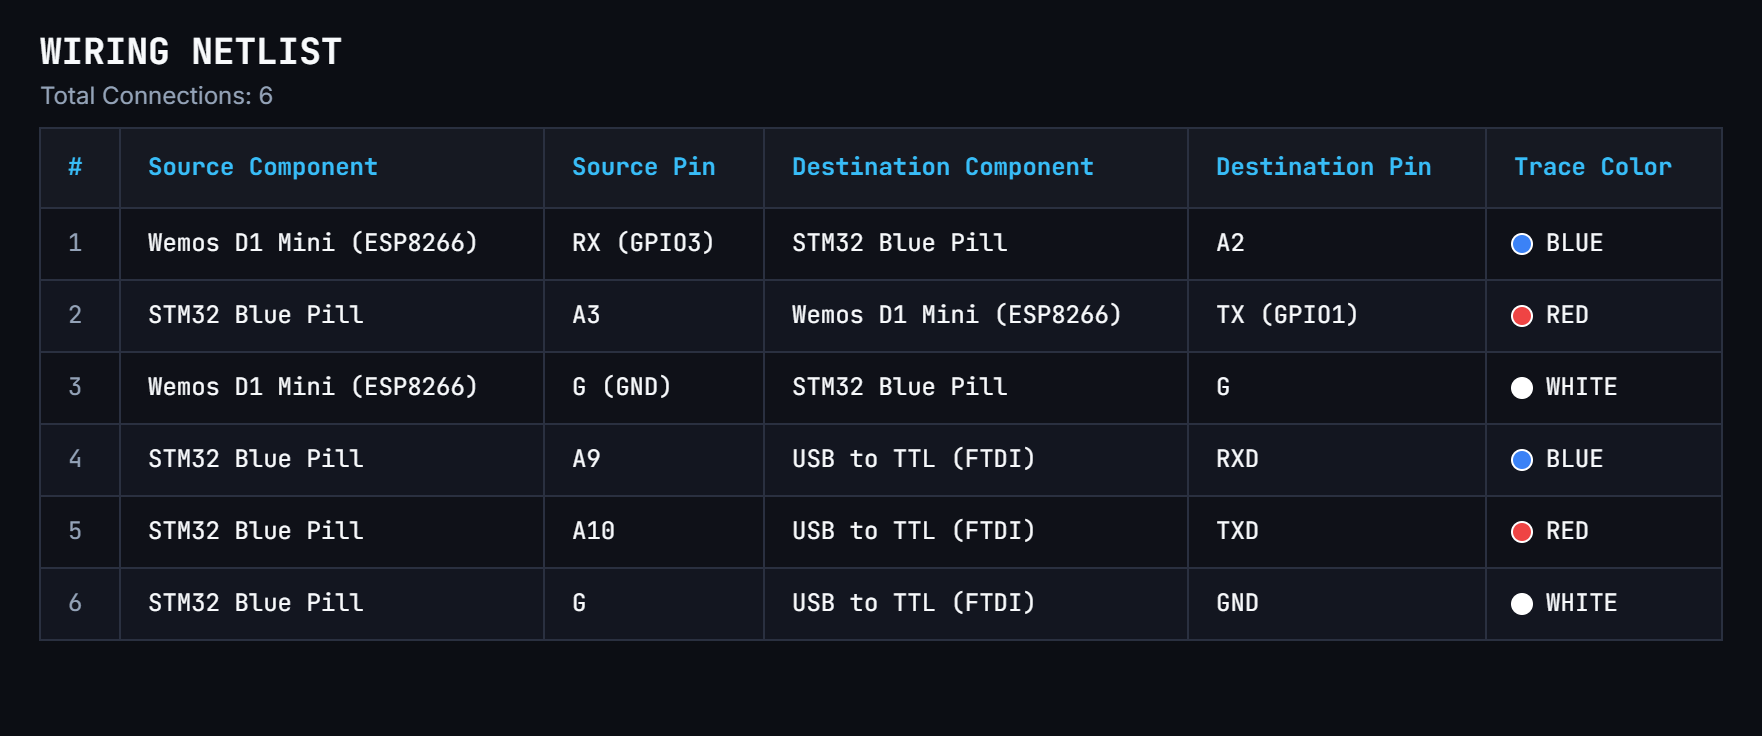 WIRING NETLIST
Total Connections: 6
# Source Component Source Pin Destination Component Destination Pin Trace Color
1 Wemos D1 Mini (ESP8266) RX (GPIO3) STM32 Blue Pill A2 BLUE
2 STM32 Blue Pill A3 Wemos D1 Mini (ESP8266) TX (GPIO1) RED
3 Wemos D1 Mini (ESP8266) G (GND) STM32 Blue Pill G WHITE
4 STM32 Blue Pill A9 USB to TTL (FTDI) RXD BLUE
5 STM32 Blue Pill A10 USB to TTL (FTDI) TXD RED
6 STM32 Blue Pill G USB to TTL (FTDI) GND WHITE